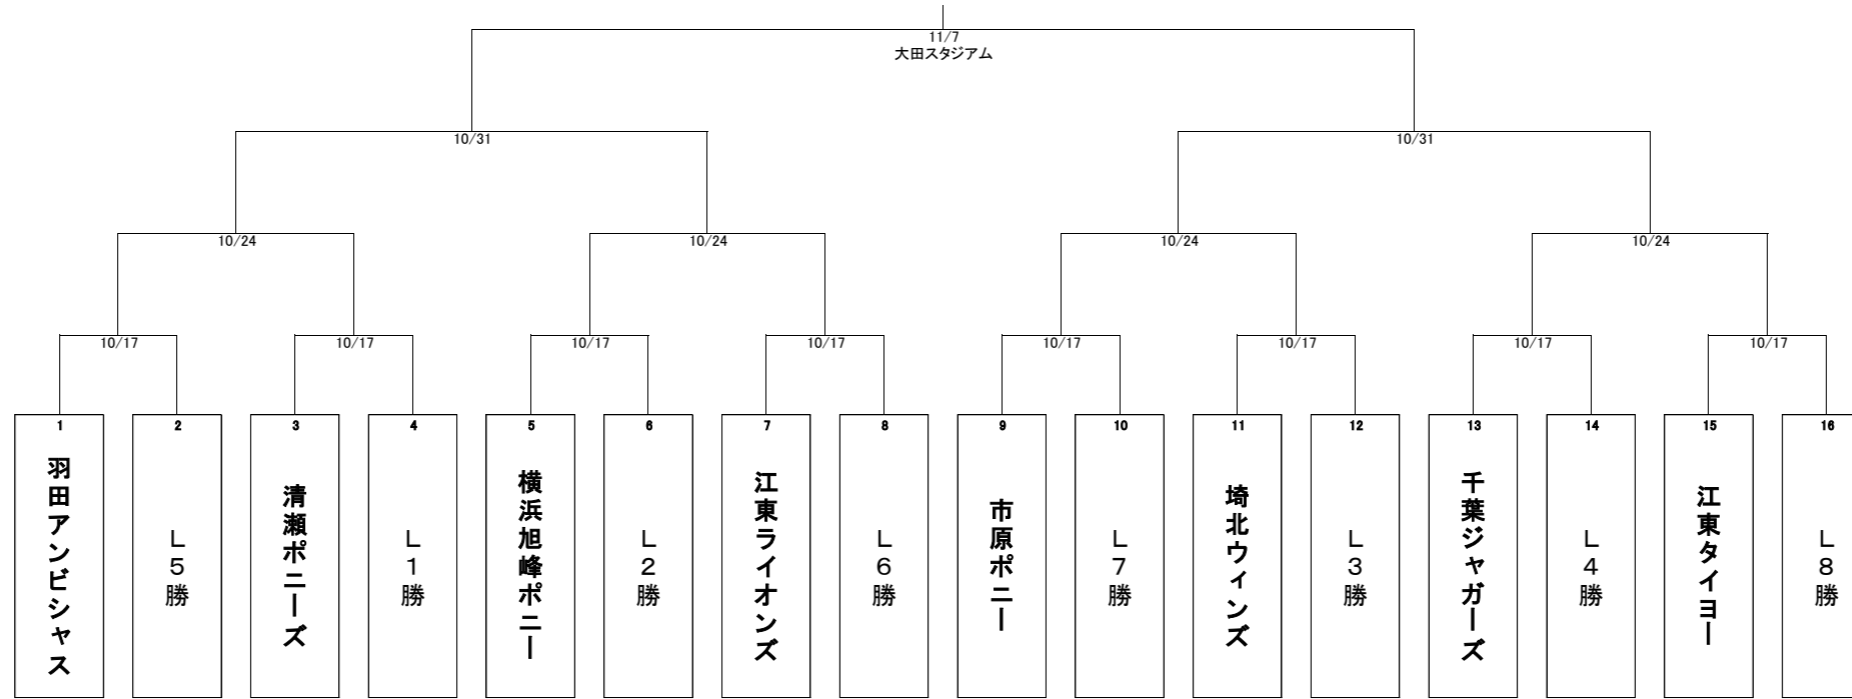 11/7
大田スタジアム
10/31
10/31
10/24
10/24
10/24
10/24
10/17
10/17
10/17
10/17
10/17
10/17
10/17
10/17
1
羽田アンビシャス
2
L5勝
3
清瀬ポニーズ
4
L1勝
5
横浜旭峰ポニー
6
L2勝
7
江東ライオンズ
8
L6勝
9
市原ポニー
10
L7勝
11
埼北ウィンズ
12
L3勝
13
千葉ジャガーズ
14
L4勝
15
江東タイヨー
16
L8勝